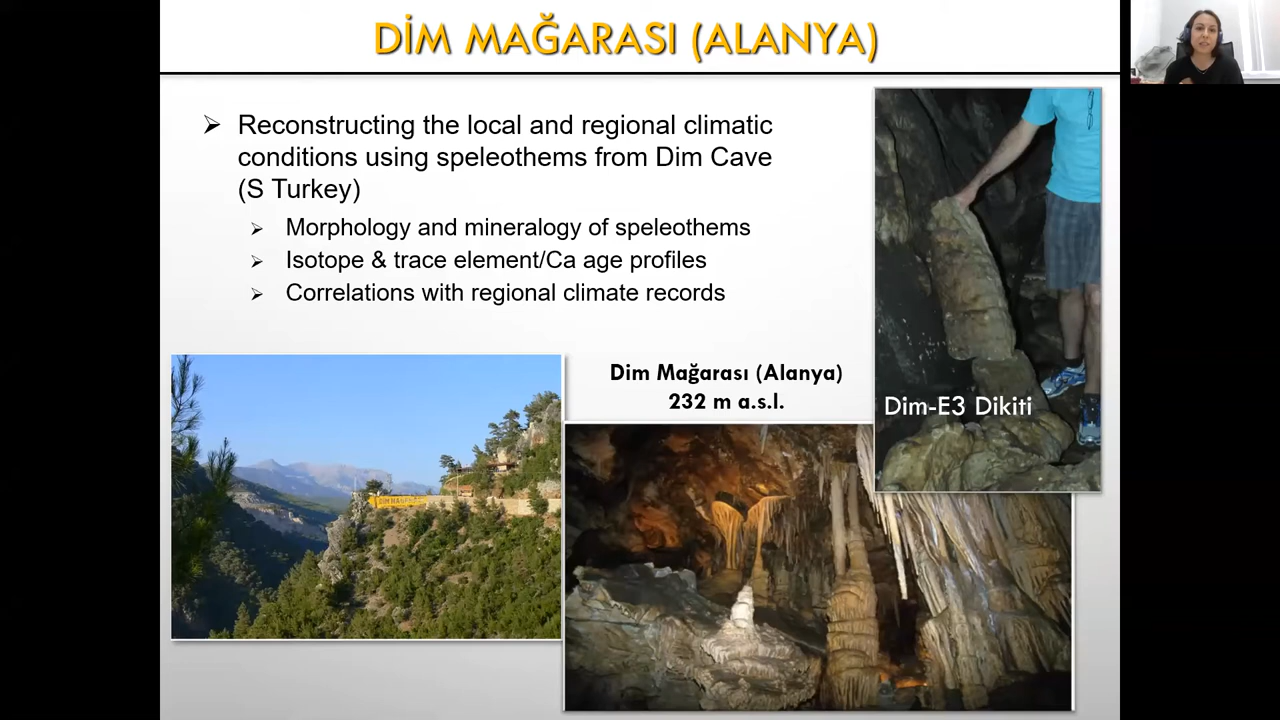 DİM MAĞARASI (ALANYA)
Reconstructing the local and regional climatic
conditions using speleothems from Dim Cave
(S Turkey)
Morphology and mineralogy of speleothems
Isotope & trace element/Ca age profiles
Correlations with regional climate records
Dim Mağarası (Alanya)
232 m a.s.l.
Dim-E3 Dikiti